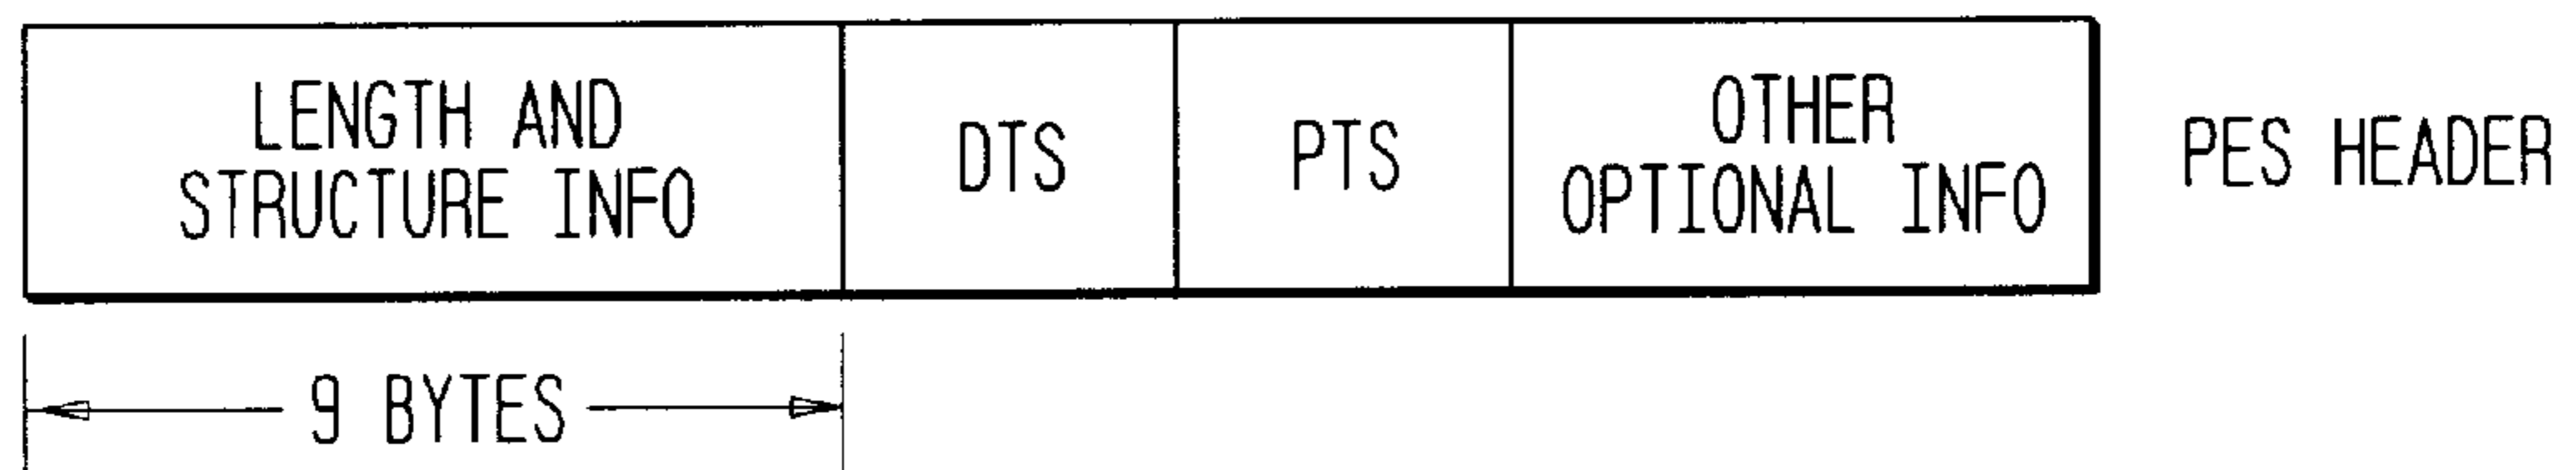 LENGTH AND
STRUCTURE INFO
DTS
PTS
OTHER
OPTIONAL INFO
PES HEADER
9 BYTES